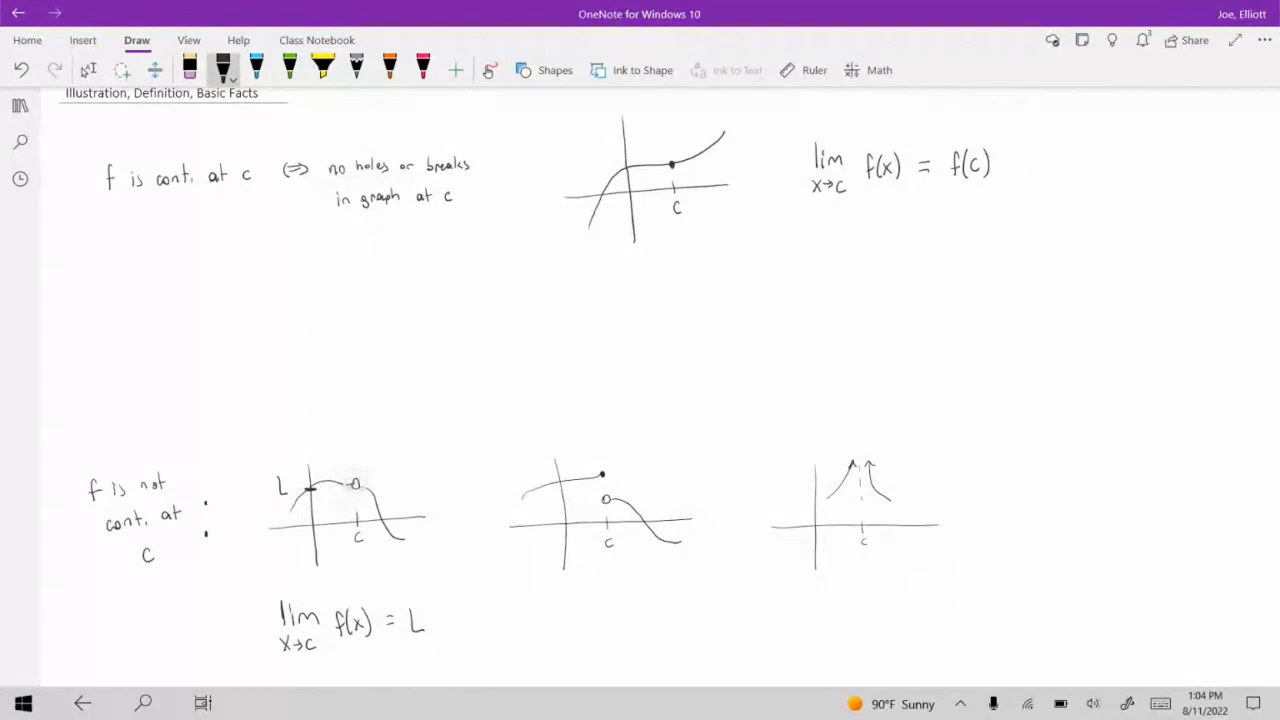 OneNote for Windows 10
Joe, Elliott
Home Insert Draw View Help Class Notebook
Share
Shapes Ink to Shape Ink to Text Ruler Math
Illustration, Definition, Basic Facts
f is cont. at c ⟺ no holes or breaks
in graph at c
c
lim f(x) = f(c)
x→c
f is not
cont. at :
c
L
c
c
c
lim f(x) = L
x→c
90°F Sunny
1:04 PM
8/11/2022